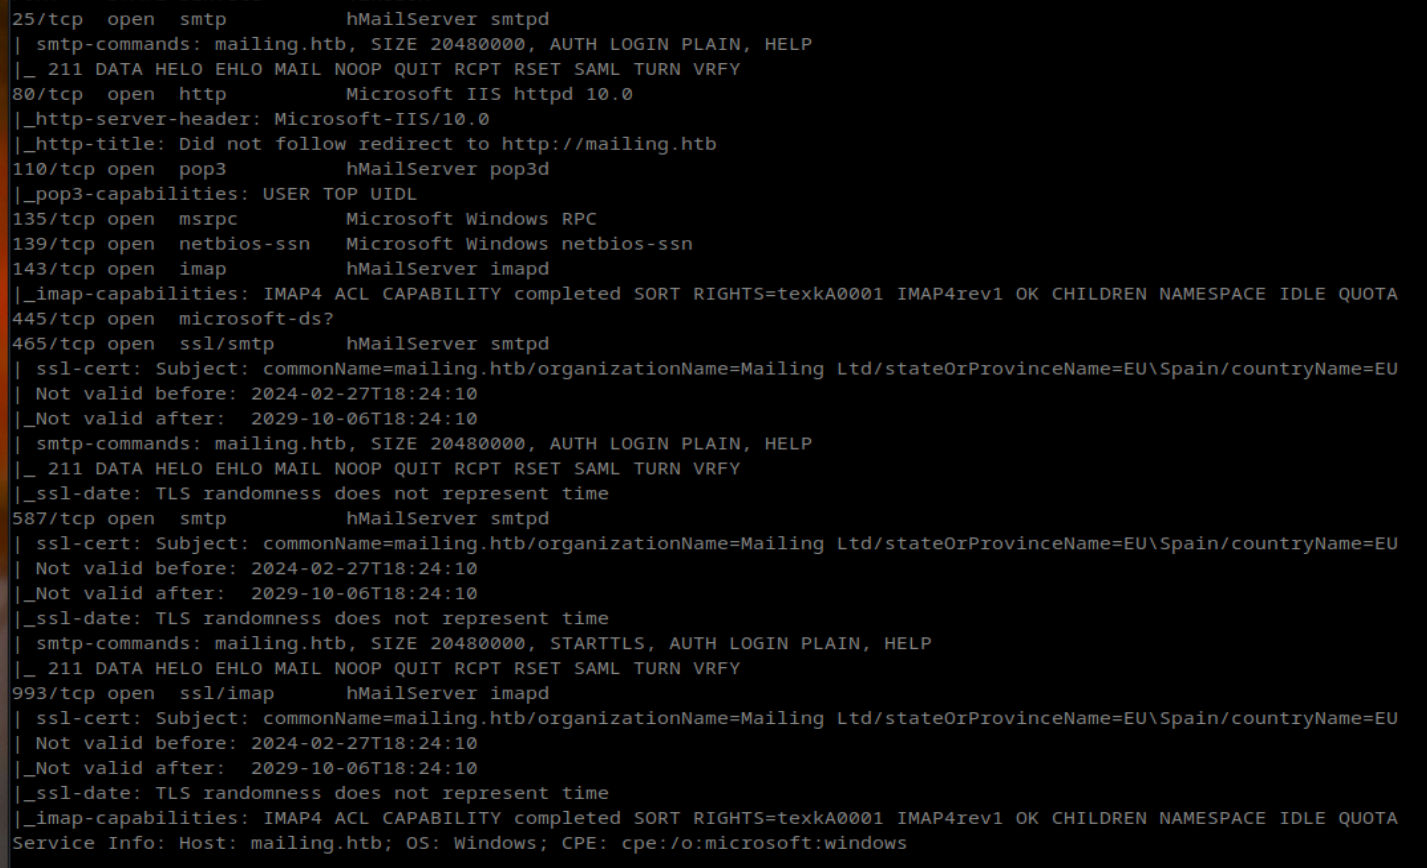 25/tcp  open  smtp          hMailServer smtpd
| smtp-commands: mailing.htb, SIZE 20480000, AUTH LOGIN PLAIN, HELP
|_ 211 DATA HELO EHLO MAIL NOOP QUIT RCPT RSET SAML TURN VRFY
80/tcp  open  http          Microsoft IIS httpd 10.0
|_http-server-header: Microsoft-IIS/10.0
|_http-title: Did not follow redirect to http://mailing.htb
110/tcp open  pop3          hMailServer pop3d
|_pop3-capabilities: USER TOP UIDL
135/tcp open  msrpc         Microsoft Windows RPC
139/tcp open  netbios-ssn   Microsoft Windows netbios-ssn
143/tcp open  imap          hMailServer imapd
|_imap-capabilities: IMAP4 ACL CAPABILITY completed SORT RIGHTS=texkA0001 IMAP4rev1 OK CHILDREN NAMESPACE IDLE QUOTA
445/tcp open  microsoft-ds?
465/tcp open  ssl/smtp      hMailServer smtpd
| ssl-cert: Subject: commonName=mailing.htb/organizationName=Mailing Ltd/stateOrProvinceName=EU\Spain/countryName=EU
| Not valid before: 2024-02-27T18:24:10
|_Not valid after:  2029-10-06T18:24:10
| smtp-commands: mailing.htb, SIZE 20480000, AUTH LOGIN PLAIN, HELP
|_ 211 DATA HELO EHLO MAIL NOOP QUIT RCPT RSET SAML TURN VRFY
|_ssl-date: TLS randomness does not represent time
587/tcp open  smtp          hMailServer smtpd
| ssl-cert: Subject: commonName=mailing.htb/organizationName=Mailing Ltd/stateOrProvinceName=EU\Spain/countryName=EU
| Not valid before: 2024-02-27T18:24:10
|_Not valid after:  2029-10-06T18:24:10
|_ssl-date: TLS randomness does not represent time
| smtp-commands: mailing.htb, SIZE 20480000, STARTTLS, AUTH LOGIN PLAIN, HELP
|_ 211 DATA HELO EHLO MAIL NOOP QUIT RCPT RSET SAML TURN VRFY
993/tcp open  ssl/imap      hMailServer imapd
| ssl-cert: Subject: commonName=mailing.htb/organizationName=Mailing Ltd/stateOrProvinceName=EU\Spain/countryName=EU
| Not valid before: 2024-02-27T18:24:10
|_Not valid after:  2029-10-06T18:24:10
|_ssl-date: TLS randomness does not represent time
|_imap-capabilities: IMAP4 ACL CAPABILITY completed SORT RIGHTS=texkA0001 IMAP4rev1 OK CHILDREN NAMESPACE IDLE QUOTA
Service Info: Host: mailing.htb; OS: Windows; CPE: cpe:/o:microsoft:windows